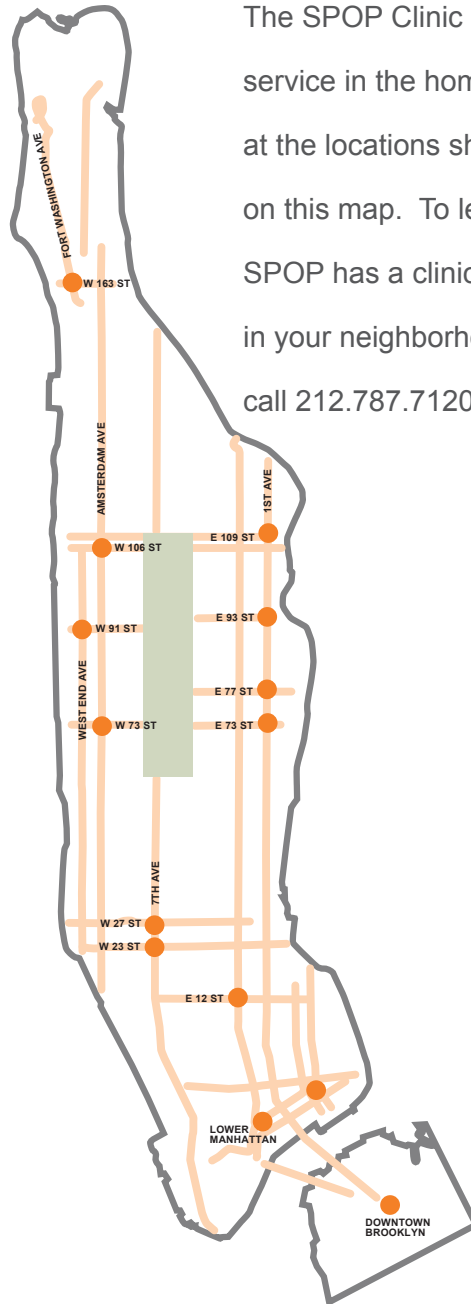 The SPOP Clinic
service in the hom
at the locations sh
on this map. To le
SPOP has a clinic
in your neighborho
call 212.787.7120
FORT WASHINGTON AVE
W 163 ST
AMSTERDAM AVE
1ST AVE
E 109 ST
W 106 ST
E 93 ST
W 91 ST
WEST END AVE
E 77 ST
W 73 ST
E 73 ST
7TH AVE
W 27 ST
W 23 ST
E 12 ST
LOWER
MANHATTAN
DOWNTOWN
BROOKLYN